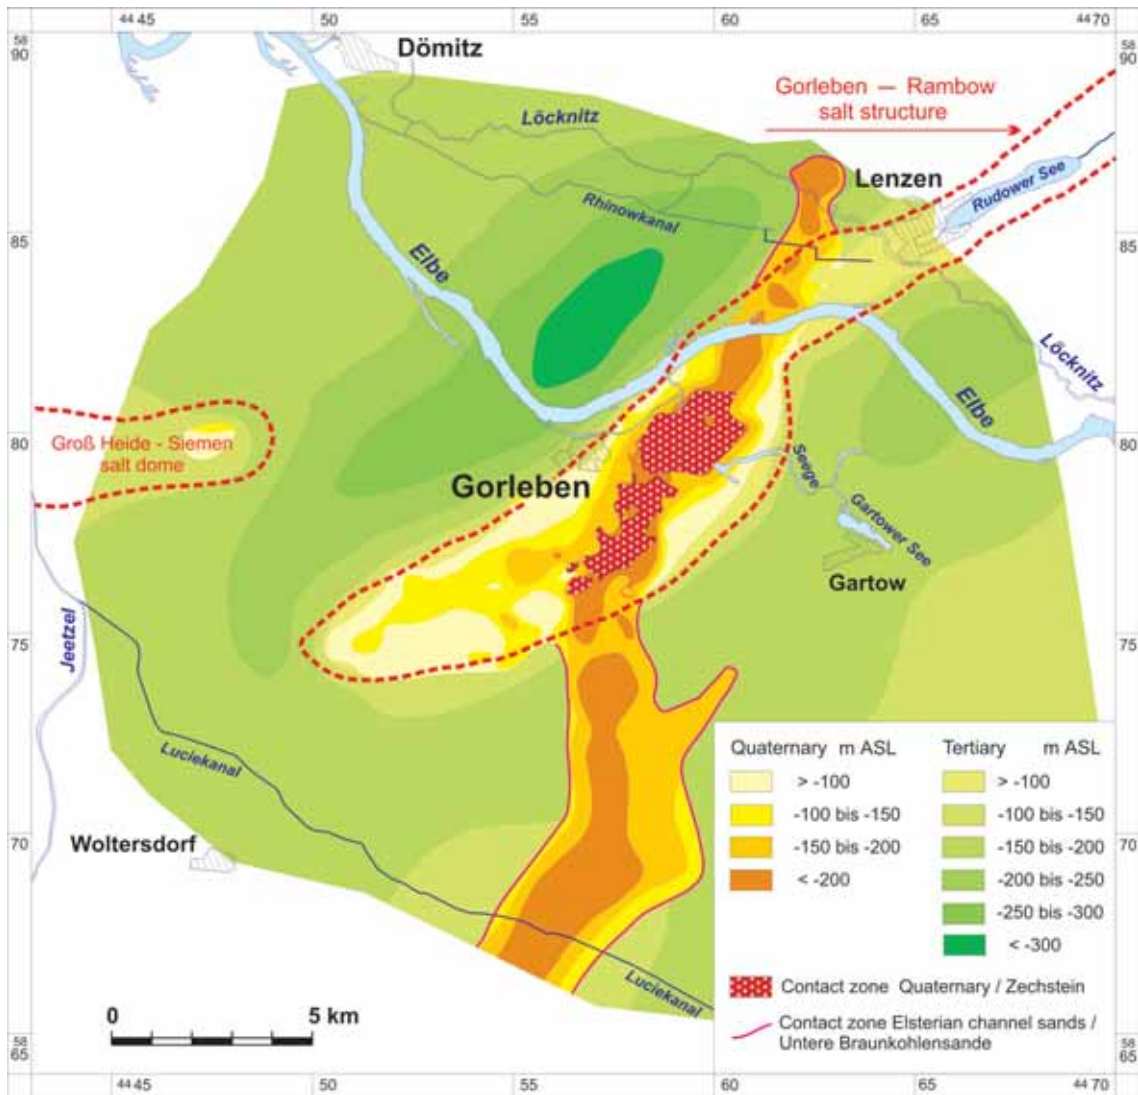 44 45
50
55
60
65
44 70
58
90
58
90
Dömitz
Gorleben — Rambow
salt structure
Löcknitz
Lenzen
Rudower See
Rhinowkanal
85
85
Elbe
Löcknitz
Elbe
80
80
Groß Heide - Siemen
salt dome
Seege
Gorleben
Gartower See
Gartow
Jeetzel
75
75
Luciekanal
Quaternary m ASL
> -100
-100 bis -150
-150 bis -200
< -200
Tertiary m ASL
> -100
-100 bis -150
-150 bis -200
-200 bis -250
-250 bis -300
< -300
70
70
Woltersdorf
Luciekanal
Contact zone Quaternary / Zechstein
Contact zone Elsterian channel sands /
Untere Braunkohlensande
0 5 km
58
65
58
65
44 45
50
55
60
65
44 70